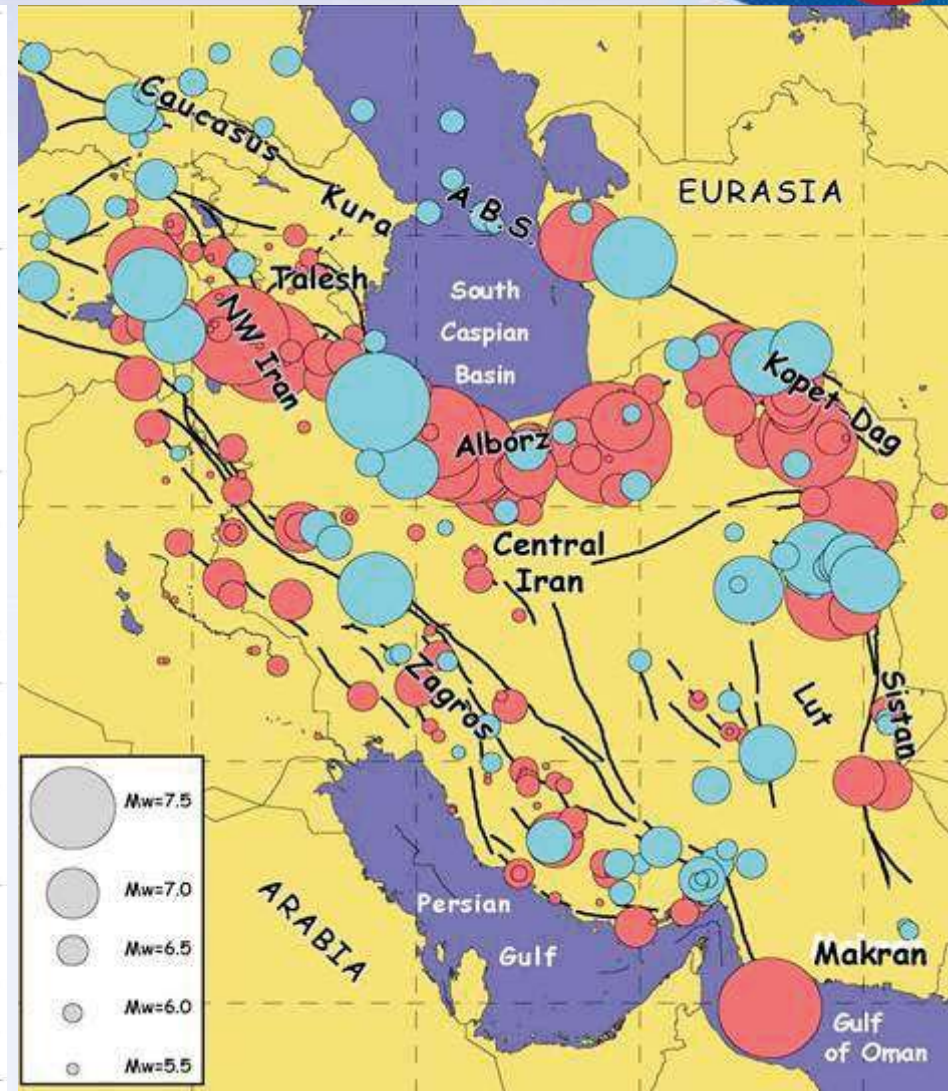 Caucasus
Kura
A.B.S.
EURASIA
Talesh
South
Caspian
Basin
NW Iran
Kopet-Dag
Alborz
Central
Iran
Zagros
Lut
Sistan
Mw=7.5
Mw=7.0
Mw=6.5
Mw=6.0
Mw=5.5
ARABIA
Persian
Gulf
Makran
Gulf
of Oman